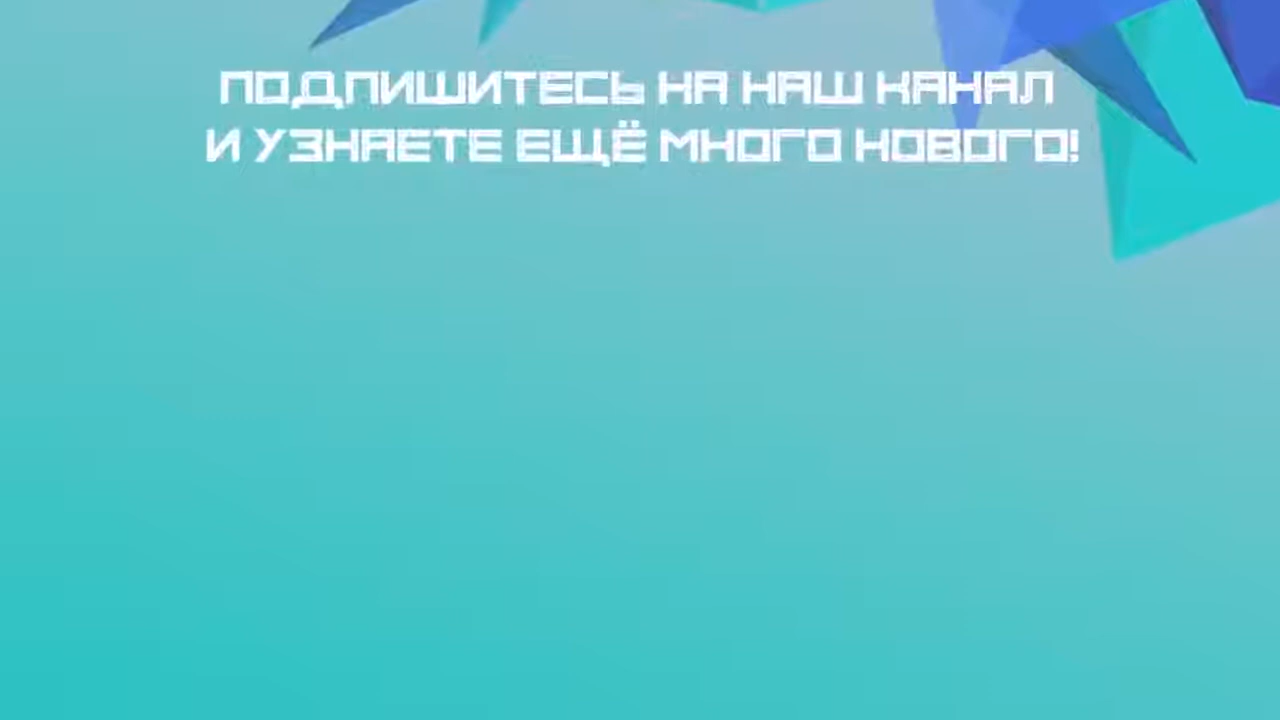 ПОДПИШИТЕСЬ НА НАШ КАНАЛ
И УЗНАЕТЕ ЕЩЁ МНОГО НОВОГО!